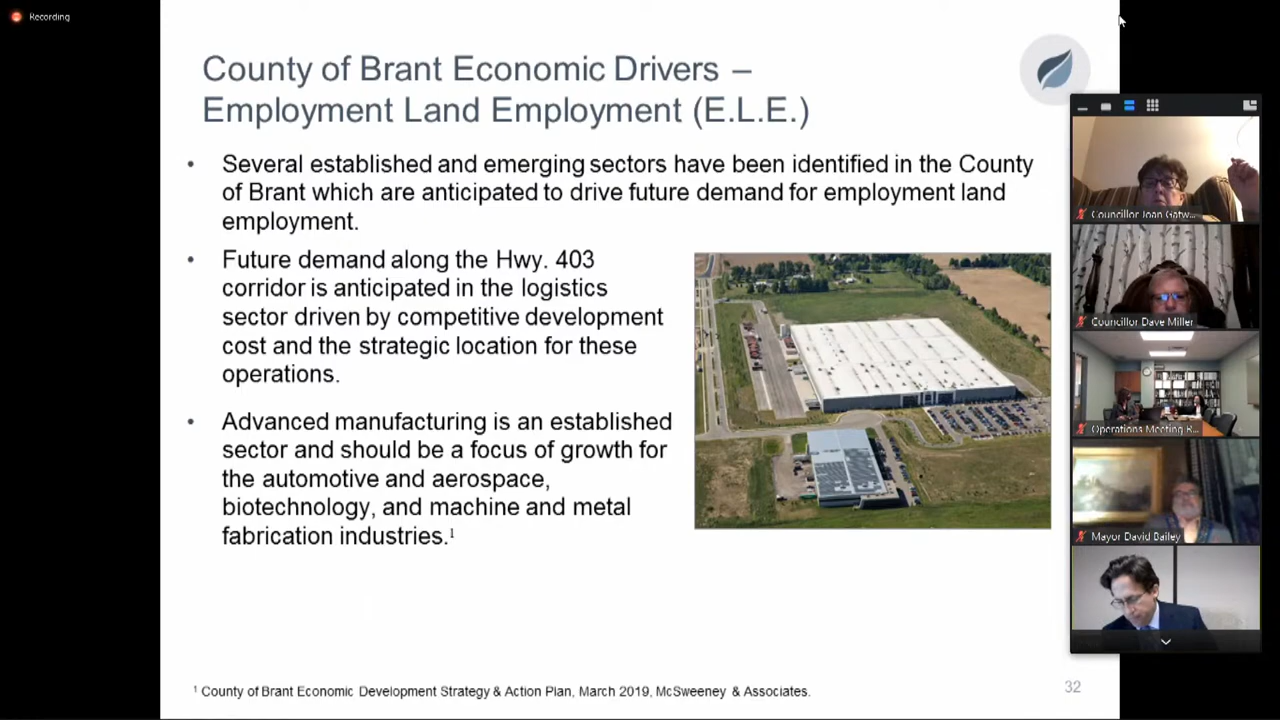 Recording
County of Brant Economic Drivers –
Employment Land Employment (E.L.E.)
• Several established and emerging sectors have been identified in the County
of Brant which are anticipated to drive future demand for employment land
employment.
• Future demand along the Hwy. 403
corridor is anticipated in the logistics
sector driven by competitive development
cost and the strategic location for these
operations.
• Advanced manufacturing is an established
sector and should be a focus of growth for
the automotive and aerospace,
biotechnology, and machine and metal
fabrication industries.¹
¹ County of Brant Economic Development Strategy & Action Plan, March 2019, McSweeney & Associates.
32
Councillor Joan Gatw...
Councillor Dave Miller
Operations Meeting R...
Mayor David Bailey